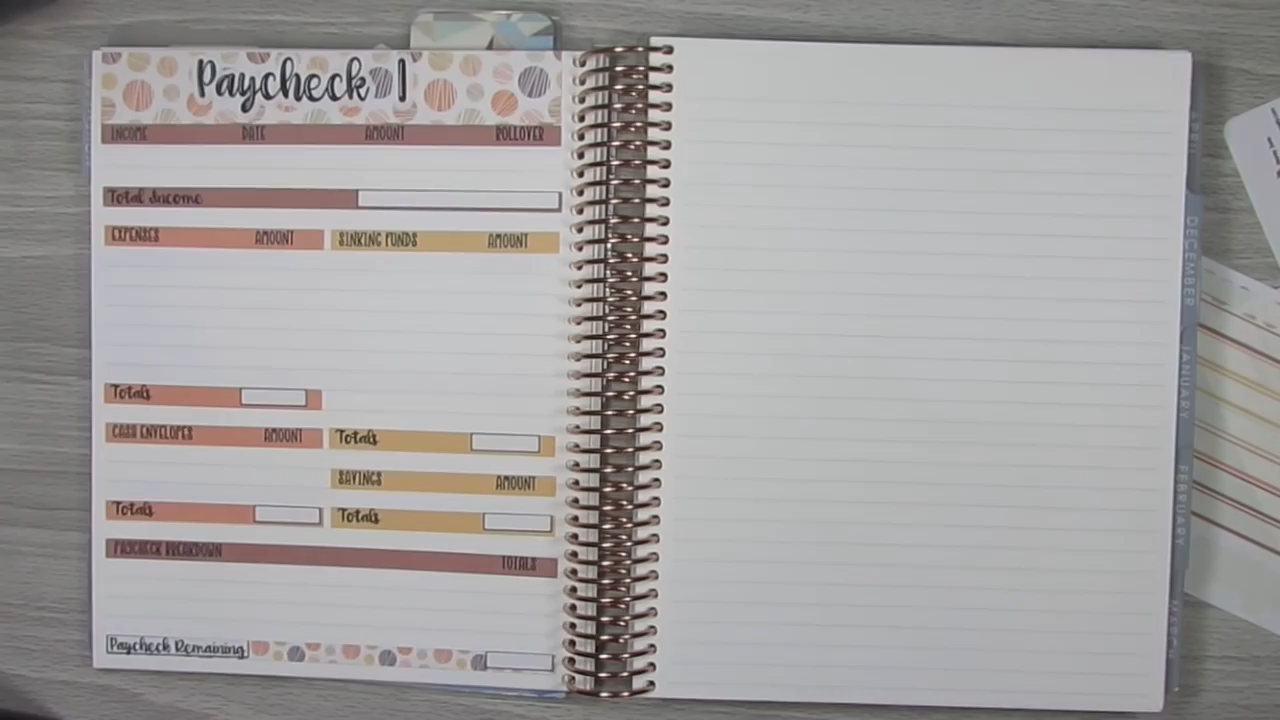 Paycheck 1
INCOME DATE AMOUNT ROLLOVER
Total Income
EXPENSES AMOUNT
SINKING FUNDS AMOUNT
Totals
CASH ENVELOPES AMOUNT
Totals
SAVINGS AMOUNT
Totals
Totals
PAYCHECK BREAKDOWN TOTALS
Paycheck Remaining
APRIL
DECEMBER
JANUARY
FEBRUARY